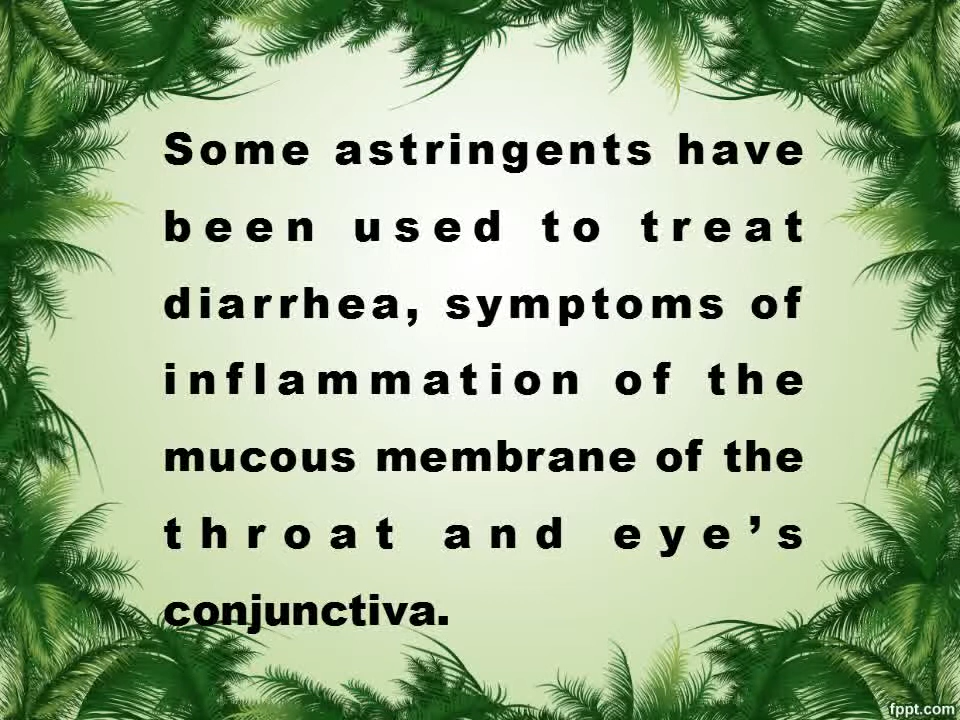 Some astringents have
been used to treat
diarrhea, symptoms of
inflammation of the
mucous membrane of the
throat and eye’s
conjunctiva.
fppt.com